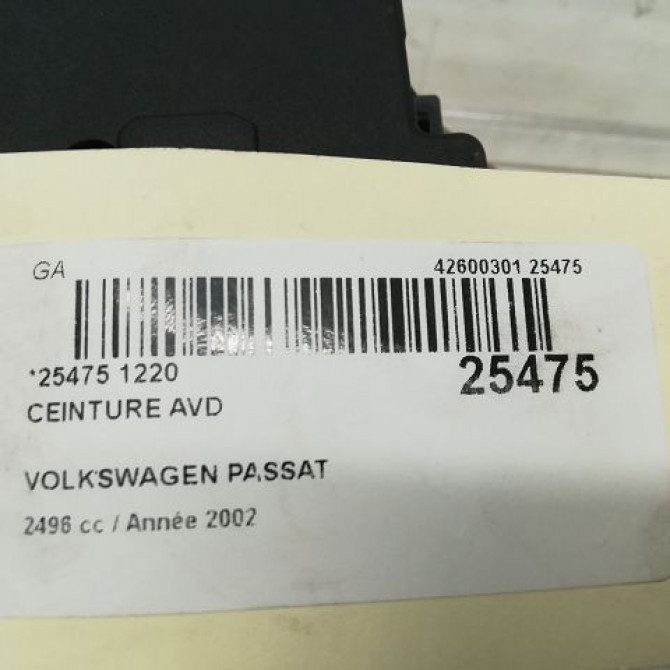 GA 42600301 25475
*25475 1220 25475
CEINTURE AVD
VOLKSWAGEN PASSAT
2496 cc / Année 2002